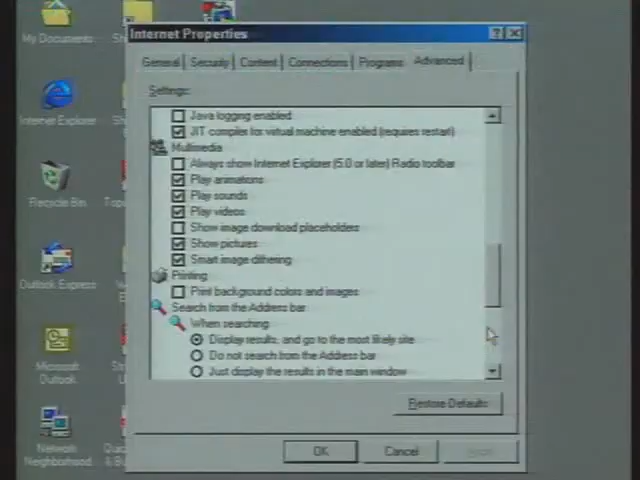 My Documents
Internet Explorer
Recycle Bin
Outlook Express
Microsoft
Outlook
Network
Neighborhood
Internet Properties
General
Security
Content
Connections
Programs
Advanced
Settings:
Java logging enabled
JIT compiler for virtual machine enabled (requires restart)
Multimedia
Always show Internet Explorer (5.0 or later) Radio toolbar
Play animations
Play sounds
Play videos
Show image download placeholders
Show pictures
Smart image dithering
Printing
Print background colors and images
Search from the Address bar
When searching
Display results, and go to the most likely site
Do not search from the Address bar
Just display the results in the main window
Restore Defaults
OK
Cancel